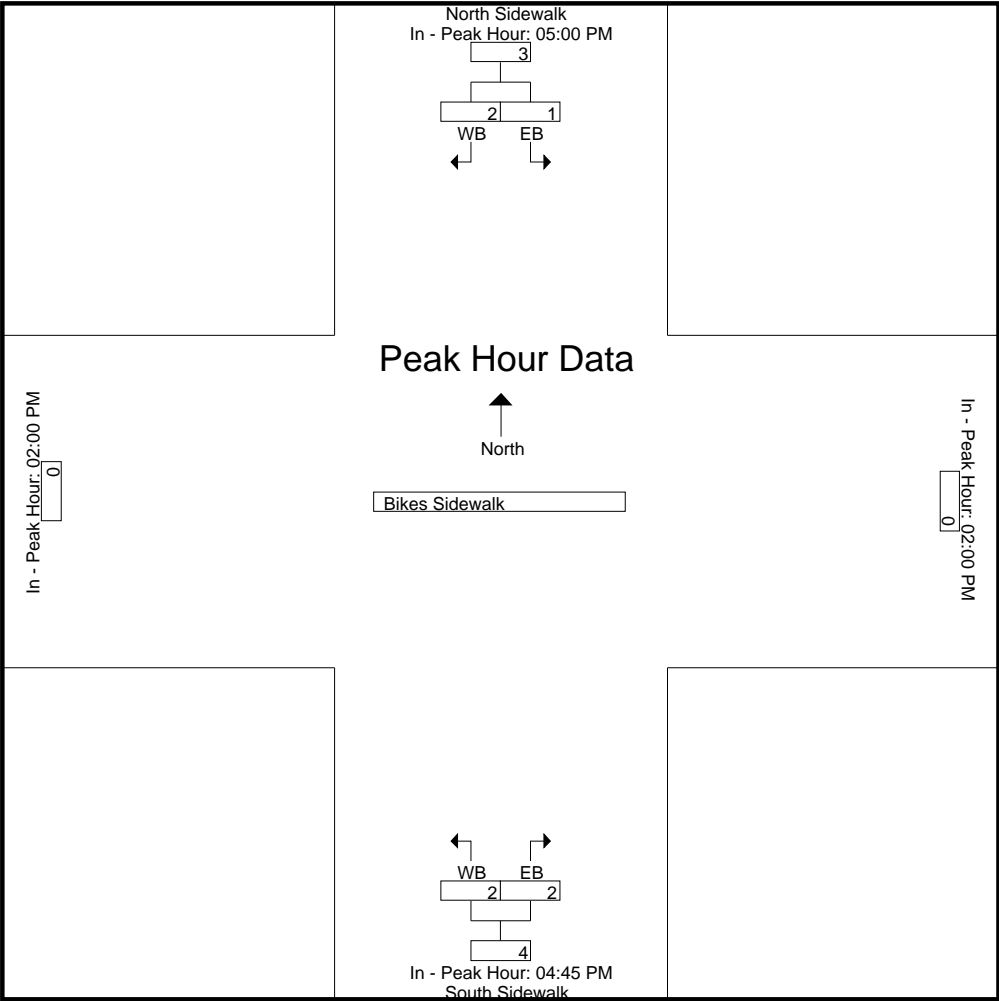 North Sidewalk
In - Peak Hour: 05:00 PM
3
2 1
WB EB
Peak Hour Data
North
In - Peak Hour: 02:00 PM
0
Bikes Sidewalk
0
In - Peak Hour: 02:00 PM
WB EB
2 2
4
In - Peak Hour: 04:45 PM
South Sidewalk